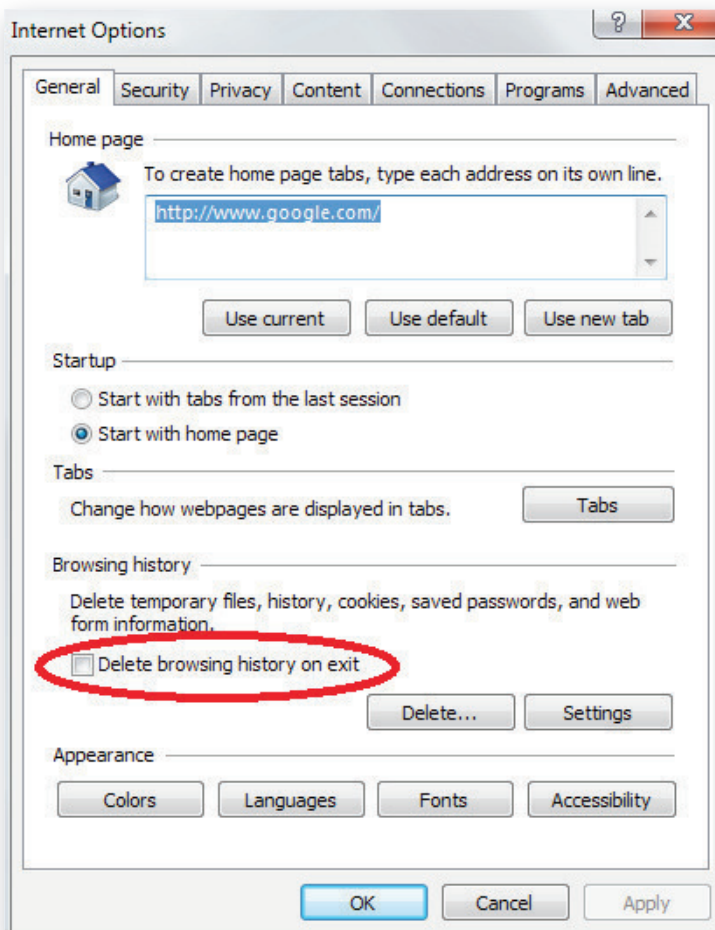 Internet Options
General Security Privacy Content Connections Programs Advanced
Home page
To create home page tabs, type each address on its own line.
http://www.google.com/
Use current Use default Use new tab
Startup
Start with tabs from the last session
Start with home page
Tabs
Change how webpages are displayed in tabs. Tabs
Browsing history
Delete temporary files, history, cookies, saved passwords, and web
form information.
Delete browsing history on exit
Delete... Settings
Appearance
Colors Languages Fonts Accessibility
OK Cancel Apply